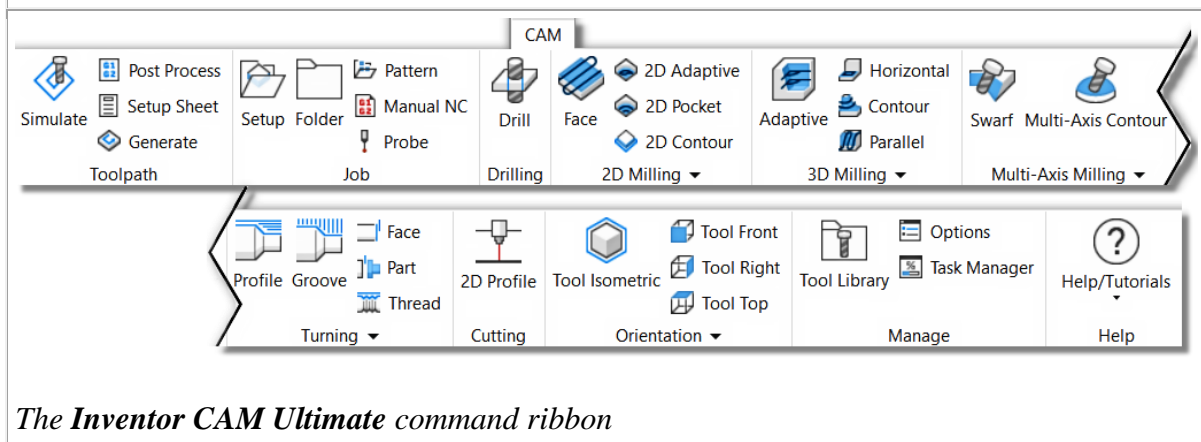 CAM
Simulate
Post Process
Setup Sheet
Generate
Toolpath
Setup
Folder
G1
G2
Pattern
Manual NC
Probe
Job
Drill
Drilling
Face
2D Adaptive
2D Pocket
2D Contour
2D Milling
Adaptive
Horizontal
Contour
Parallel
3D Milling
Swarf
Multi-Axis Contour
Multi-Axis Milling
Profile
Groove
Face
Part
Thread
Turning
2D Profile
Cutting
Tool Isometric
Tool Front
Tool Right
Tool Top
Orientation
Tool Library
Options
Task Manager
Manage
?
Help/Tutorials
Help
The Inventor CAM Ultimate command ribbon